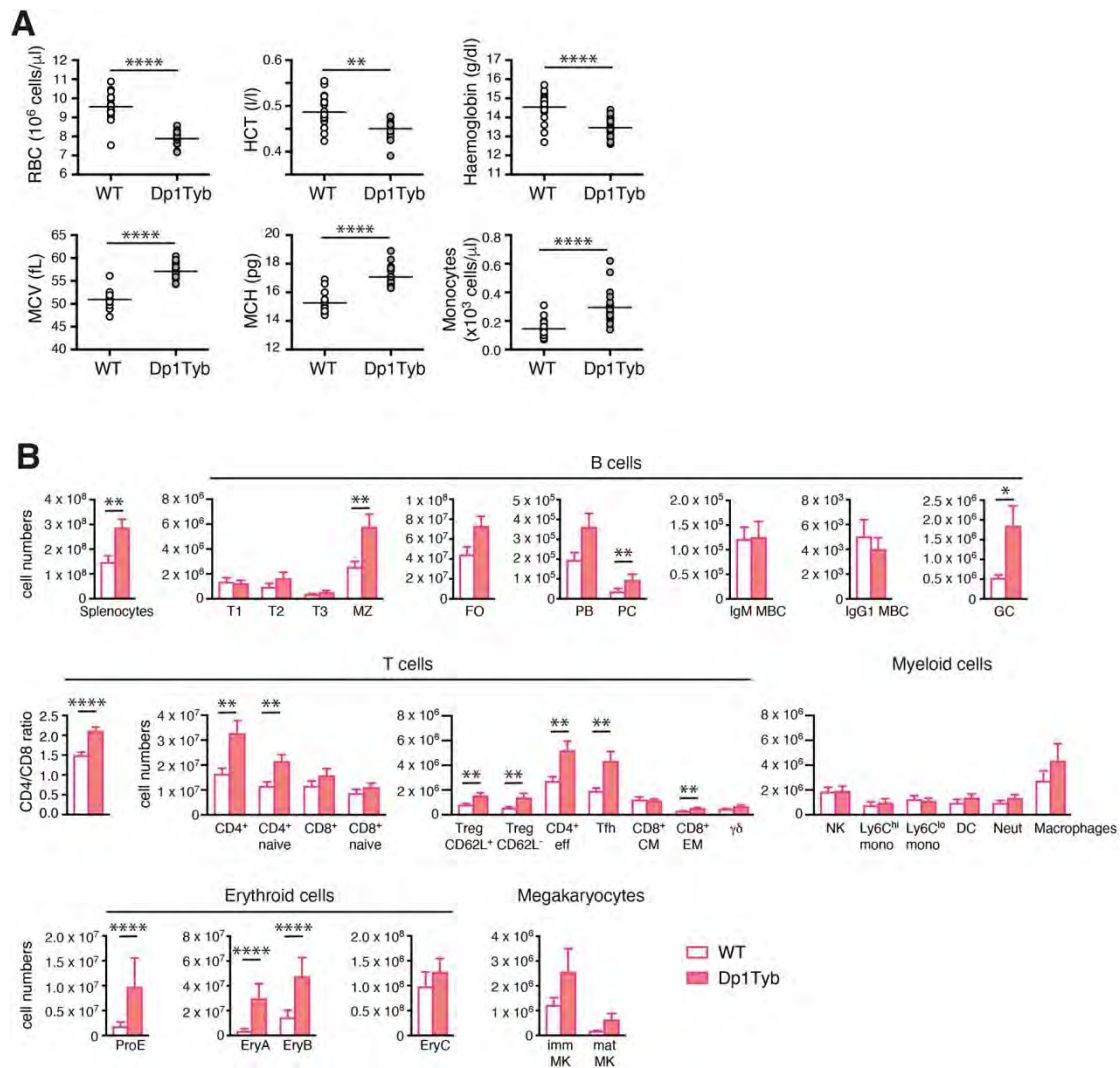 A
RBC (10⁶ cells/µl)
12
11
10
9
8
7
6
****
WT
Dp1Tyb
HCT (l/l)
0.6
0.5
0.4
**
WT
Dp1Tyb
Haemoglobin (g/dl)
17
16
15
14
13
12
11
****
WT
Dp1Tyb
MCV (fL)
65
60
55
50
45
40
****
WT
Dp1Tyb
MCH (pg)
20
18
16
14
12
****
WT
Dp1Tyb
Monocytes
(x10³ cells/µl)
0.8
0.6
0.4
0.2
0.0
****
WT
Dp1Tyb
B
B cells
cell numbers
4 x 10⁸
3 x 10⁸
2 x 10⁸
1 x 10⁸
0
**
Splenocytes
8 x 10⁶
6 x 10⁶
4 x 10⁶
2 x 10⁶
0
**
T1 T2 T3 MZ
1 x 10⁸
8 x 10⁷
6 x 10⁷
4 x 10⁷
2 x 10⁷
0
FO
5 x 10⁵
4 x 10⁵
3 x 10⁵
2 x 10⁵
1 x 10⁵
0
**
PB PC
2.0 x 10⁵
1.5 x 10⁵
1.0 x 10⁵
0.5 x 10⁵
0
IgM MBC
8 x 10³
6 x 10³
4 x 10³
2 x 10³
0
IgG1 MBC
2.5 x 10⁶
2.0 x 10⁶
1.5 x 10⁶
1.0 x 10⁶
0.5 x 10⁶
0
*
GC
T cells
Myeloid cells
CD4/CD8 ratio
2.5
2.0
1.5
1.0
0.5
0.0
****
cell numbers
4 x 10⁷
3 x 10⁷
2 x 10⁷
1 x 10⁷
0
** **
CD4⁺ CD4⁺ CD8⁺ CD8⁺
naive naive
8 x 10⁶
6 x 10⁶
4 x 10⁶
2 x 10⁶
0
** ** ** ** **
Treg Treg CD4⁺ Tfh CD8⁺ CD8⁺ γδ
CD62L⁺ CD62L⁻ eff CM EM
8 x 10⁶
6 x 10⁶
4 x 10⁶
2 x 10⁶
0
NK Ly6Cʰⁱ Ly6Cˡᵒ DC Neut Macrophages
mono mono
Erythroid cells
Megakaryocytes
cell numbers
2.0 x 10⁷
1.5 x 10⁷
1.0 x 10⁷
0.5 x 10⁷
0
****
ProE
8 x 10⁷
6 x 10⁷
4 x 10⁷
2 x 10⁷
0
**** ****
EryA EryB
2.0 x 10⁸
1.5 x 10⁸
1.0 x 10⁸
0.5 x 10⁸
0
EryC
4 x 10⁶
3 x 10⁶
2 x 10⁶
1 x 10⁶
0
imm mat
MK MK
WT
Dp1Tyb